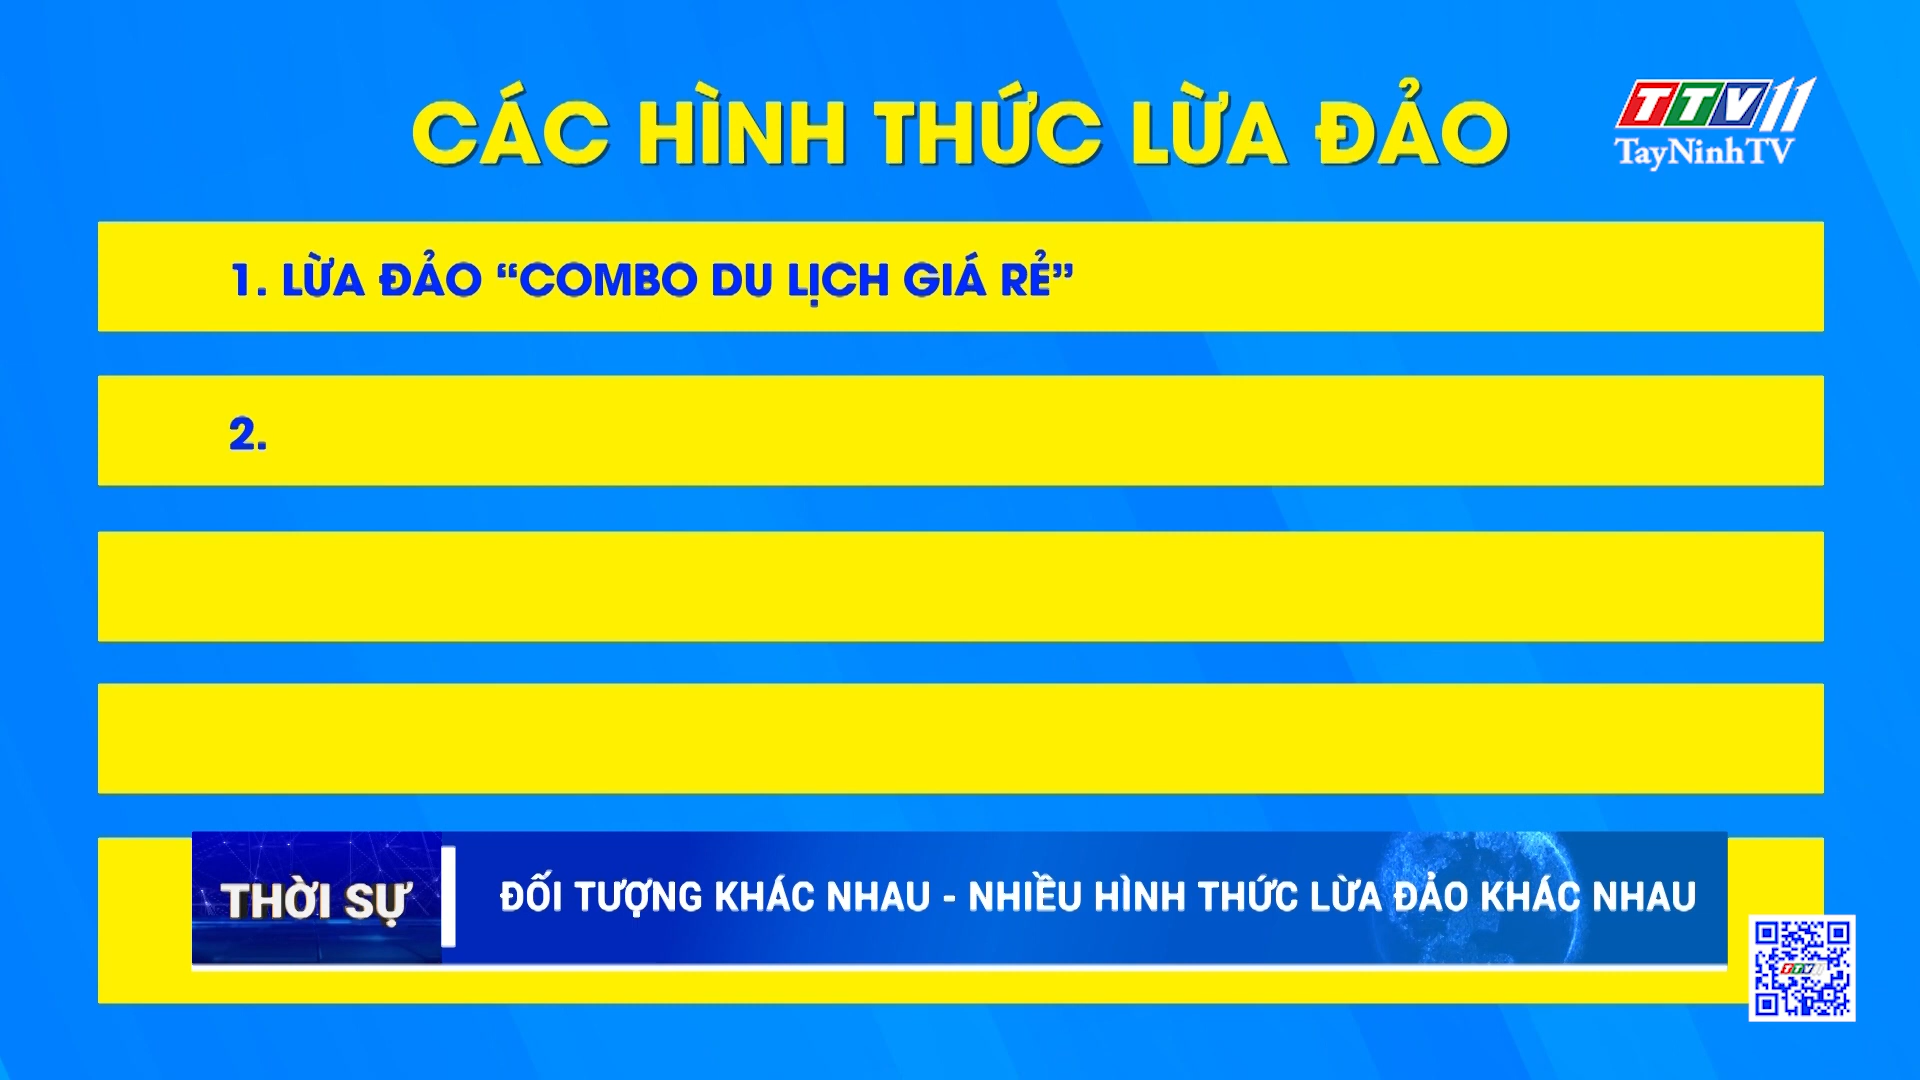 CÁC HÌNH THỨC LỪA ĐẢO
TTV11
TayNinhTV
1. LỪA ĐẢO “COMBO DU LỊCH GIÁ RẺ”
2.
THỜI SỰ
ĐỐI TƯỢNG KHÁC NHAU - NHIỀU HÌNH THỨC LỪA ĐẢO KHÁC NHAU
TTV11